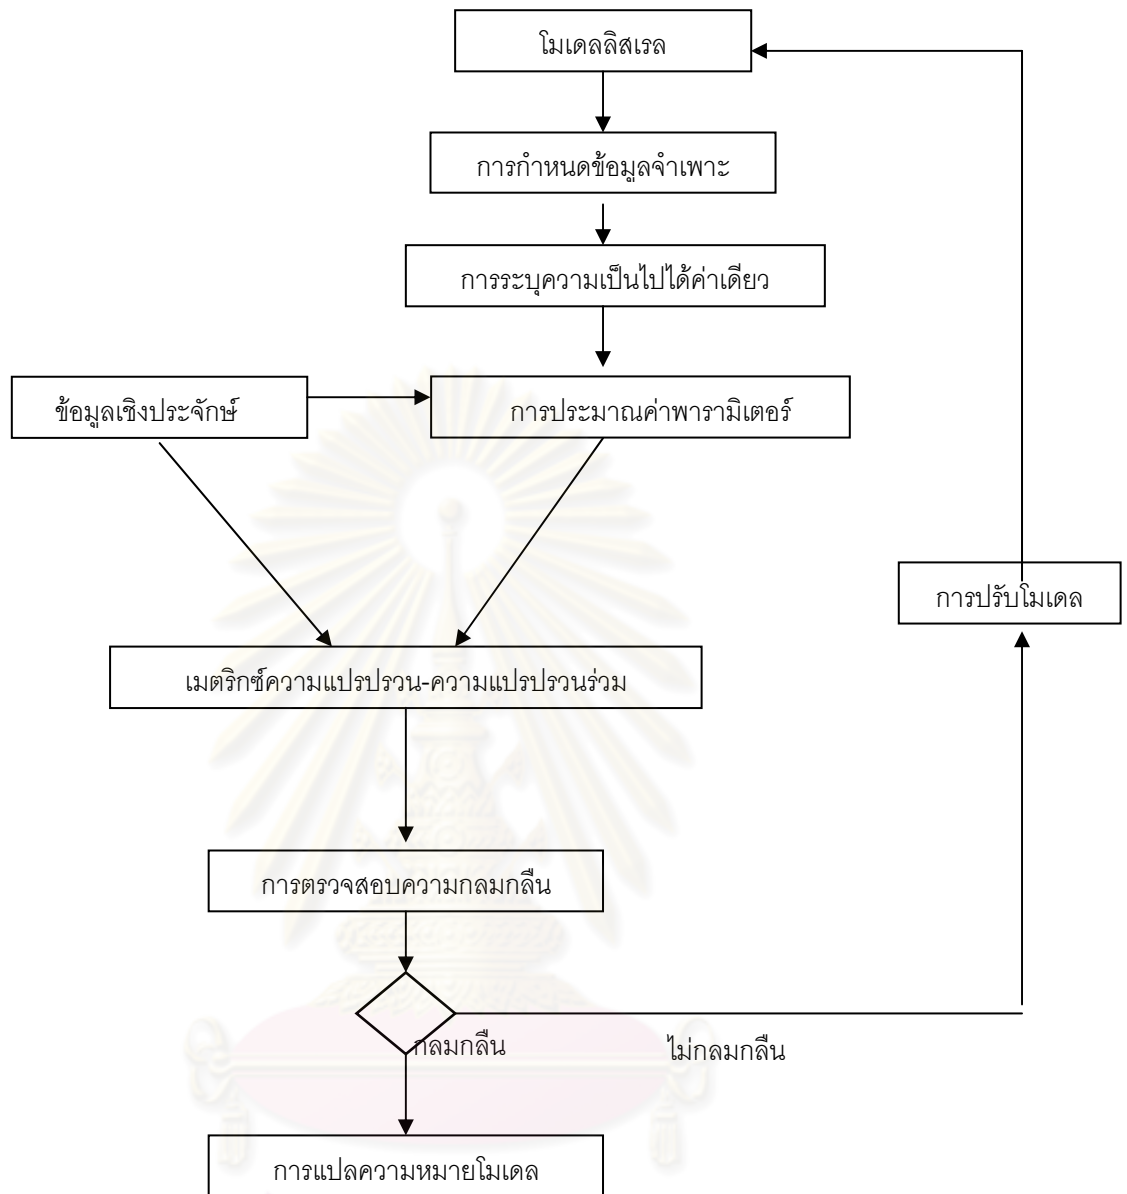 โมเดลลิสเรล
การกำหนดข้อมูลจำเพาะ
การระบุความเป็นไปได้ค่าเดียว
ข้อมูลเชิงประจักษ์
การประมาณค่าพารามิเตอร์
การปรับโมเดล
เมตริกซ์ความแปรปรวน-ความแปรปรวนร่วม
การตรวจสอบความกลมกลืน
กลมกลืน
ไม่กลมกลืน
การแปลความหมายโมเดล